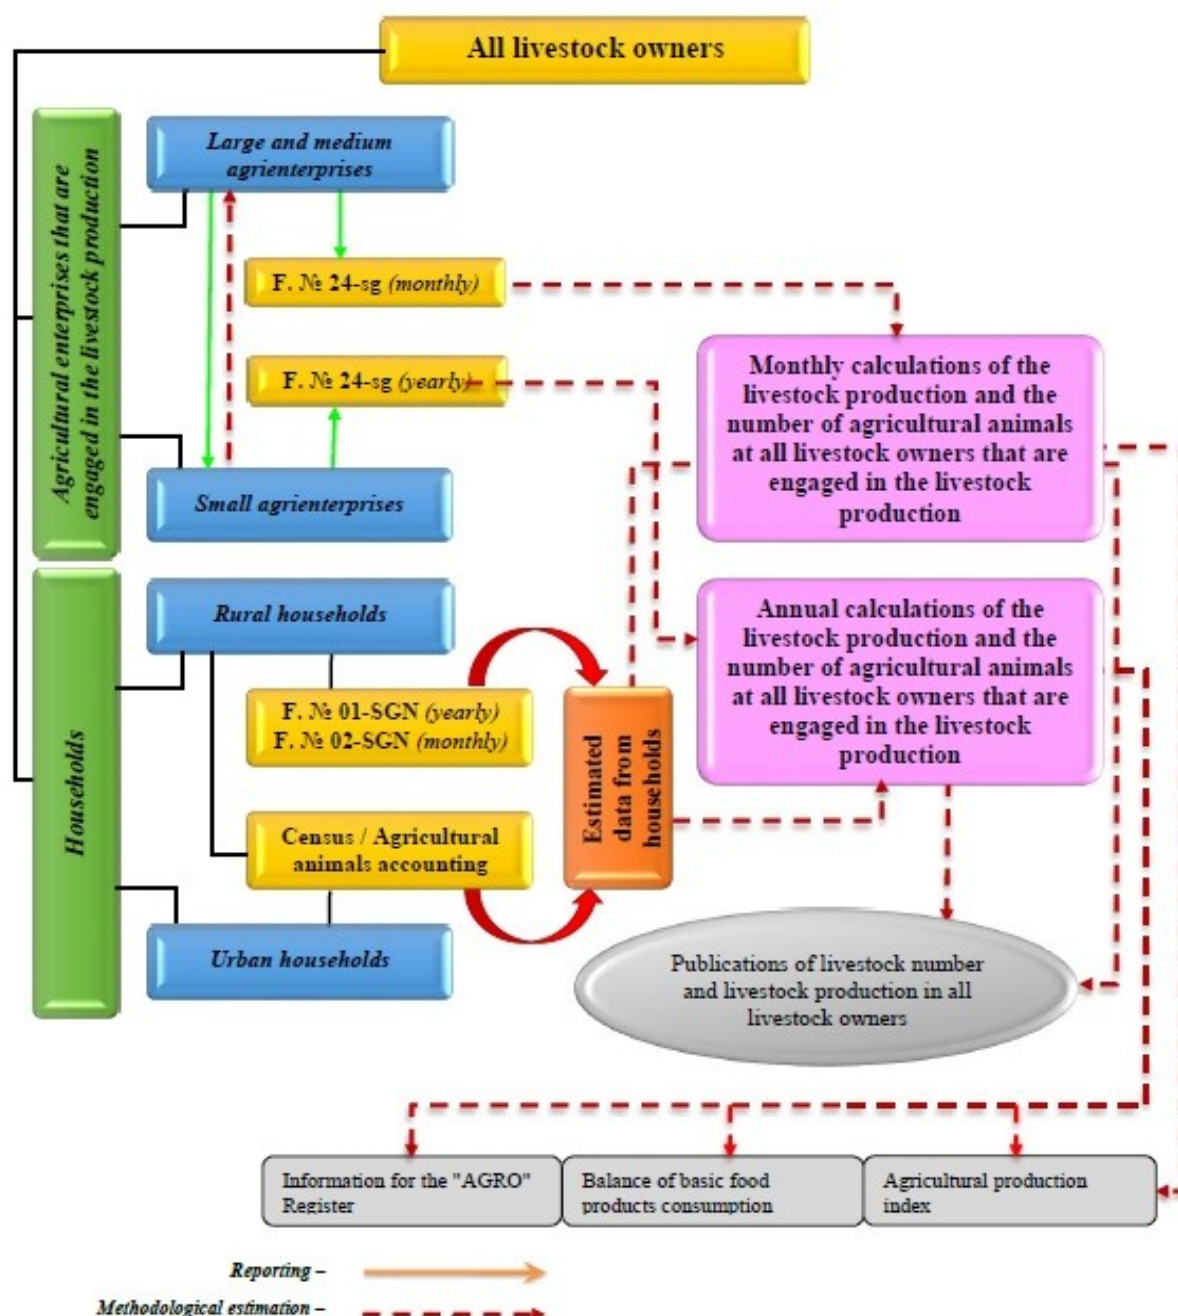 All livestock owners
Agricultural enterprises that are
engaged in the livestock production
Large and medium
agrienterprises
F. № 24-sg (monthly)
F. № 24-sg (yearly)
Small agrienterprises
Monthly calculations of the
livestock production and the
number of agricultural animals
at all livestock owners that are
engaged in the livestock
production
Households
Rural households
F. № 01-SGN (yearly)
F. № 02-SGN (monthly)
Census / Agricultural
animals accounting
Urban households
Estimated
data from
households
Annual calculations of the
livestock production and the
number of agricultural animals
at all livestock owners that are
engaged in the livestock
production
Publications of livestock number
and livestock production in all
livestock owners
Information for the "AGRO"
Register
Balance of basic food
products consumption
Agricultural production
index
Reporting –
Methodological estimation –